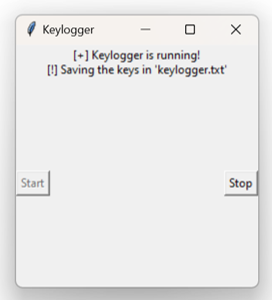 Keylogger
[+] Keylogger is running!
[!] Saving the keys in 'keylogger.txt'
Start
Stop